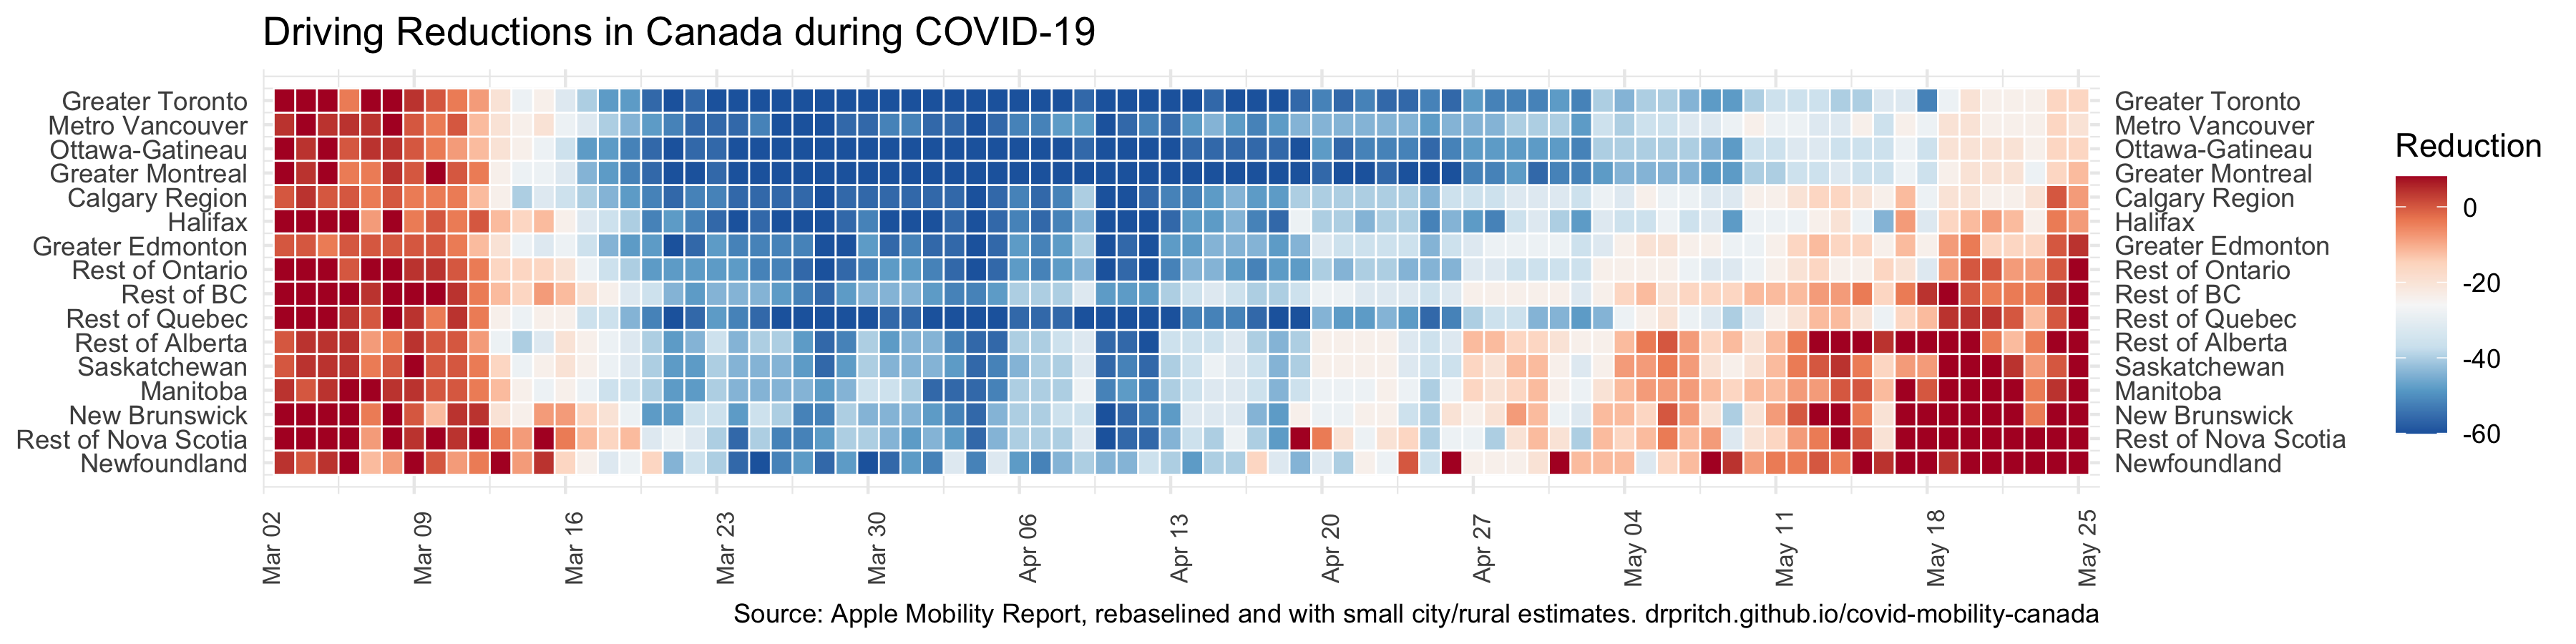 Driving Reductions in Canada during COVID-19
Greater Toronto
Metro Vancouver
Ottawa-Gatineau
Greater Montreal
Calgary Region
Halifax
Greater Edmonton
Rest of Ontario
Rest of BC
Rest of Quebec
Rest of Alberta
Saskatchewan
Manitoba
New Brunswick
Rest of Nova Scotia
Newfoundland
Greater Toronto
Metro Vancouver
Ottawa-Gatineau
Greater Montreal
Calgary Region
Halifax
Greater Edmonton
Rest of Ontario
Rest of BC
Rest of Quebec
Rest of Alberta
Saskatchewan
Manitoba
New Brunswick
Rest of Nova Scotia
Newfoundland
Reduction
0
-20
-40
-60
Mar 02
Mar 09
Mar 16
Mar 23
Mar 30
Apr 06
Apr 13
Apr 20
Apr 27
May 04
May 11
May 18
May 25
Source: Apple Mobility Report, rebaselined and with small city/rural estimates. drpritch.github.io/covid-mobility-canada